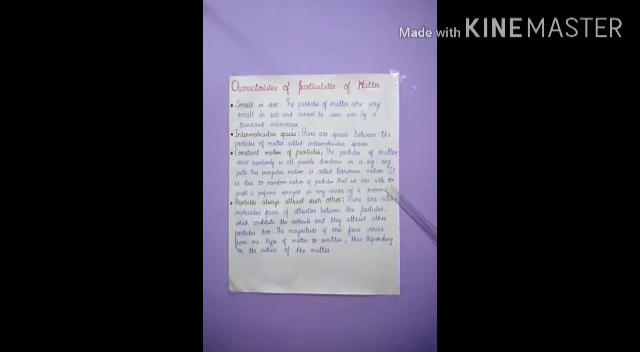 Made with KINEMASTER
Characteristics of Particulates of Matter
• Small in size: The particles of matter are very
small in size and cannot be seen even by a
standard microscope.
• Intermolecular spaces: There are spaces between the
particles of matter called intermolecular spaces
• Constant motion of particles: The particles of matter
move randomly in all possible directions in a zig-zag
path. This irregular motion is called Brownian motion. It
is due to random motion of particles that we are able to
smell a perfume sprayed in any corner of a room
• Particles always attract each other: There are inter
molecular forces of attraction between the particles
which constitute the molecule and they attract other
particles too. The magnitude of this force varies
from one type of matter to another, thus depending
on the nature of the matter